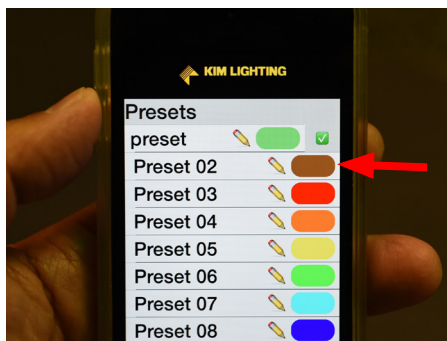 KIM LIGHTING
Presets
preset
Preset 02
Preset 03
Preset 04
Preset 05
Preset 06
Preset 07
Preset 08